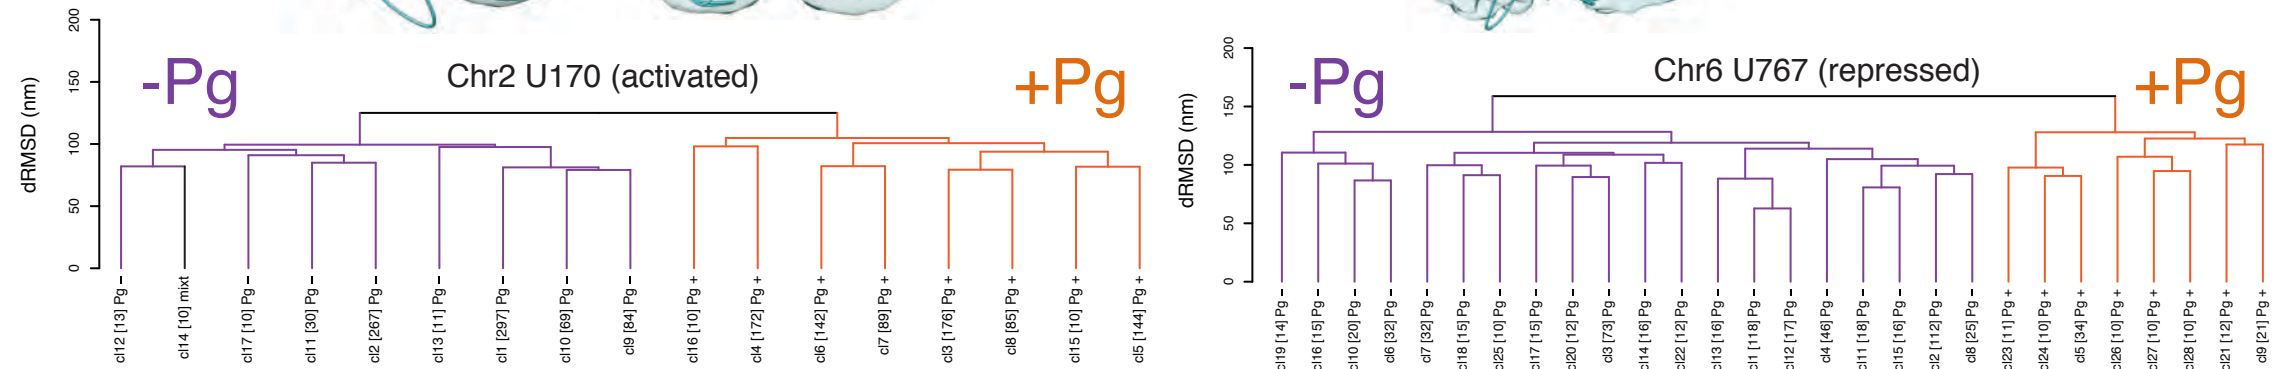 dRMSD (nm)
200
150
100
50
0
-Pg
Chr2 U170 (activated)
+Pg
cl12 [13] Pg -
cl14 [10] mixt
cl17 [10] Pg -
cl11 [30] Pg -
cl2 [267] Pg -
cl13 [11] Pg -
cl1 [297] Pg -
cl10 [69] Pg -
cl9 [84] Pg -
cl16 [10] Pg +
cl4 [172] Pg +
cl6 [142] Pg +
cl7 [89] Pg +
cl3 [176] Pg +
cl8 [85] Pg +
cl15 [10] Pg +
cl5 [144] Pg +
dRMSD (nm)
200
150
100
50
0
-Pg
Chr6 U767 (repressed)
+Pg
cl19 [14] Pg -
cl16 [15] Pg -
cl10 [20] Pg -
cl6 [32] Pg -
cl7 [32] Pg -
cl18 [15] Pg -
cl25 [10] Pg -
cl17 [15] Pg -
cl20 [12] Pg -
cl3 [73] Pg -
cl14 [16] Pg -
cl22 [12] Pg -
cl13 [16] Pg -
cl1 [118] Pg -
cl12 [17] Pg -
cl4 [46] Pg -
cl11 [18] Pg -
cl15 [16] Pg -
cl2 [112] Pg -
cl8 [25] Pg -
cl23 [11] Pg +
cl24 [10] Pg +
cl5 [34] Pg +
cl26 [10] Pg +
cl27 [10] Pg +
cl28 [10] Pg +
cl21 [12] Pg +
cl9 [21] Pg +